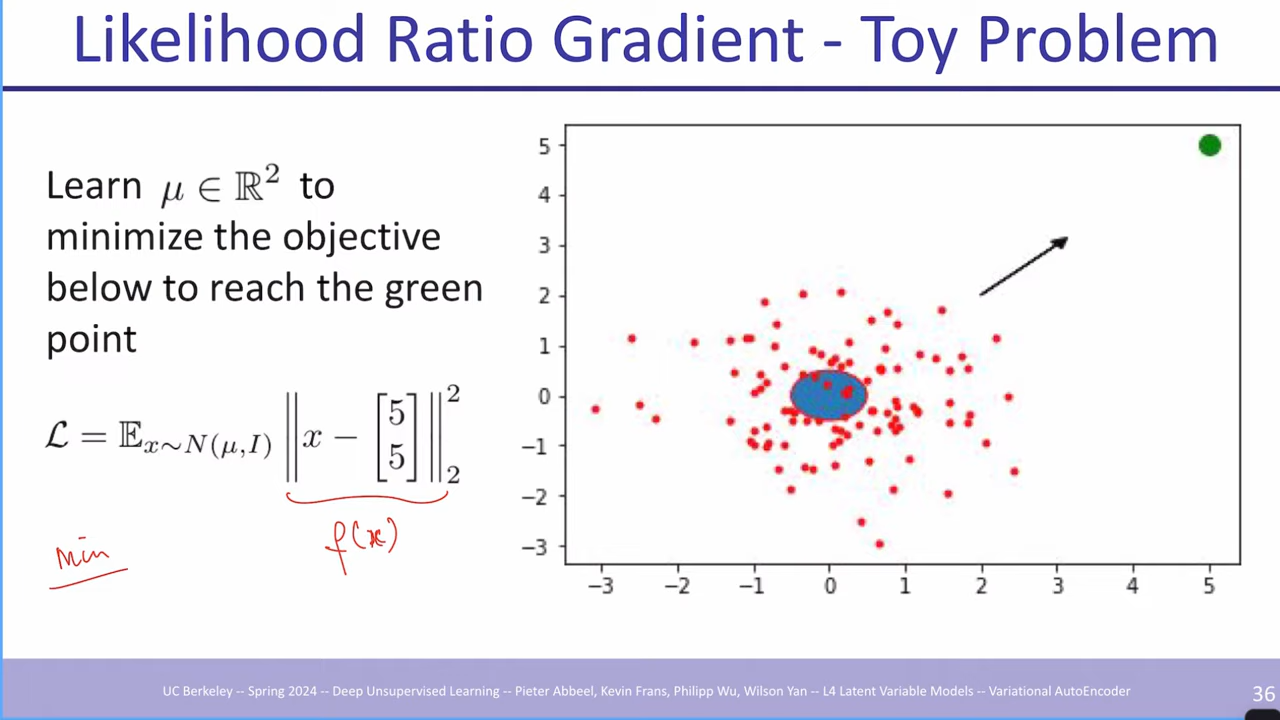 Likelihood Ratio Gradient - Toy Problem
Learn μ ∈ ℝ² to
minimize the objective
below to reach the green
point
ℒ = 𝔼_{x∼N(μ,I)} ‖x − [5 5]‖₂²
f(x)
Min
5
4
3
2
1
0
−1
−2
−3
−3 −2 −1 0 1 2 3 4 5
UC Berkeley -- Spring 2024 -- Deep Unsupervised Learning -- Pieter Abbeel, Kevin Frans, Philipp Wu, Wilson Yan -- L4 Latent Variable Models -- Variational AutoEncoder
36